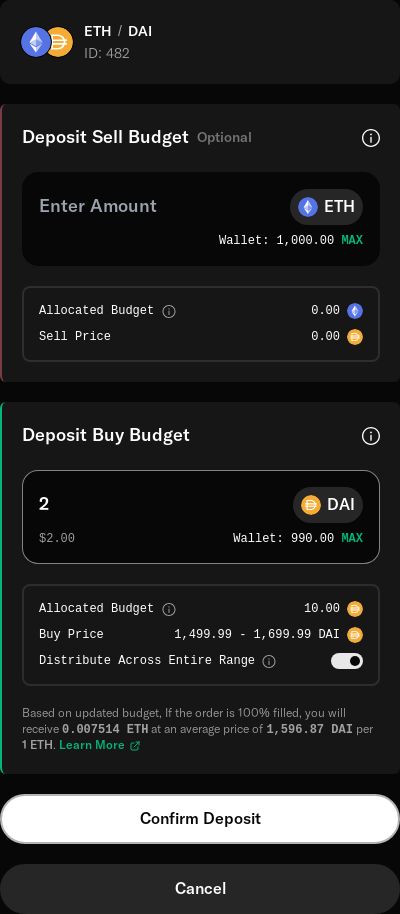 ETH / DAI
ID: 482
Deposit Sell Budget Optional
Enter Amount ETH
Wallet: 1,000.00 MAX
Allocated Budget 0.00
Sell Price 0.00
Deposit Buy Budget
2 DAI
$2.00 Wallet: 990.00 MAX
Allocated Budget 10.00
Buy Price 1,499.99 - 1,699.99 DAI
Distribute Across Entire Range
Based on updated budget, If the order is 100% filled, you will
receive 0.007514 ETH at an average price of 1,596.87 DAI per
1 ETH. Learn More
Confirm Deposit
Cancel